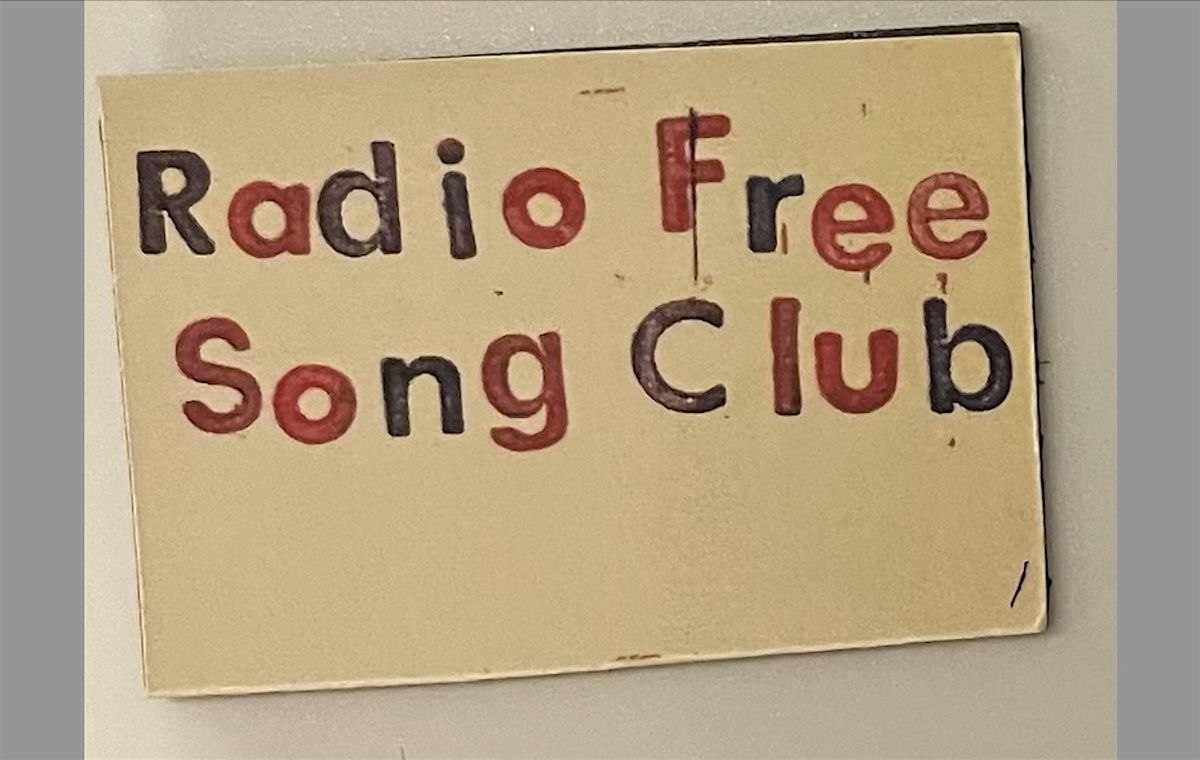 Radio Free
Song Club